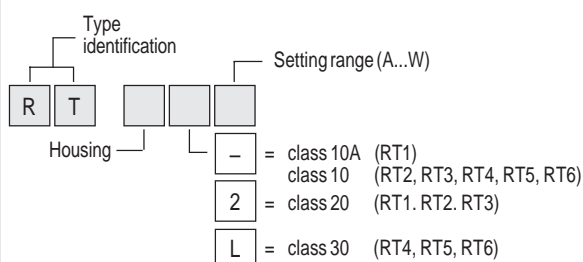 Type
identification
Setting range (A...W)
R T
Housing
– = class 10A (RT1)
class 10 (RT2, RT3, RT4, RT5, RT6)
2 = class 20 (RT1. RT2. RT3)
L = class 30 (RT4, RT5, RT6)